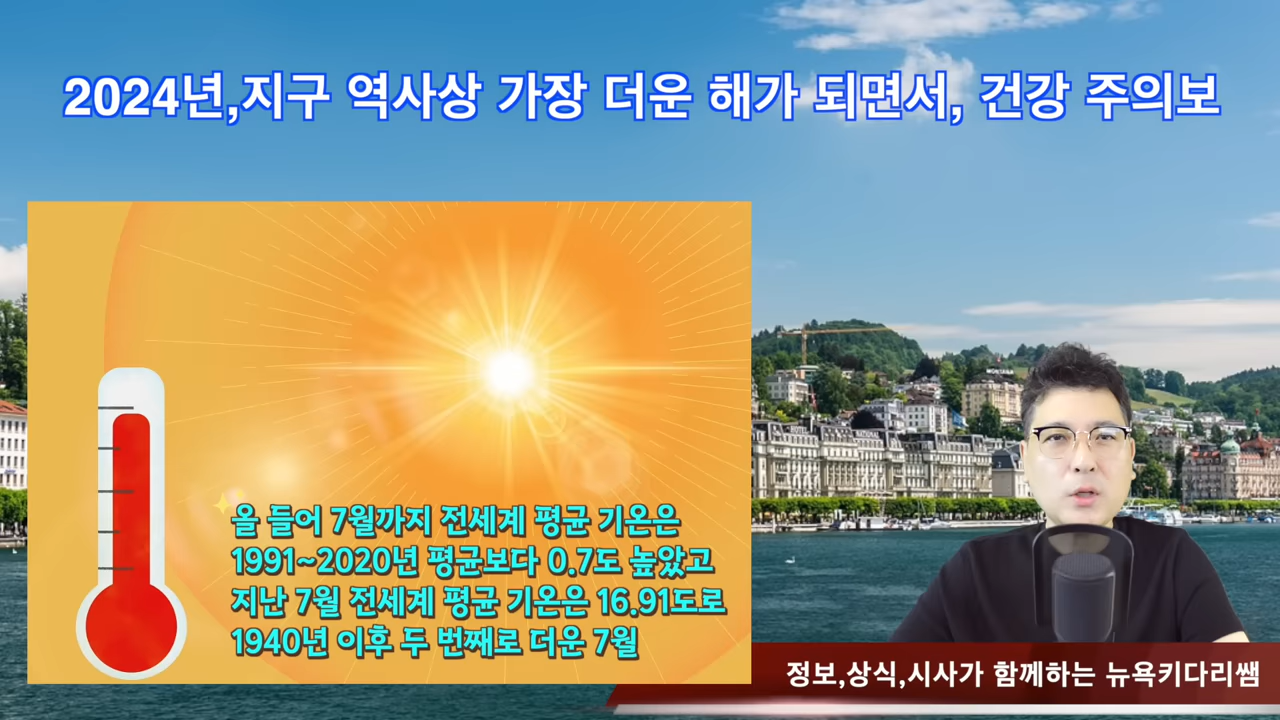 2024년,지구 역사상 가장 더운 해가 되면서, 건강 주의보
올 들어 7월까지 전세계 평균 기온은
1991~2020년 평균보다 0.7도 높았고
지난 7월 전세계 평균 기온은 16.91도로
1940년 이후 두 번째로 더운 7월
MONTANA
NATIONAL
정보,상식,시사가 함께하는 뉴욕키다리쌤